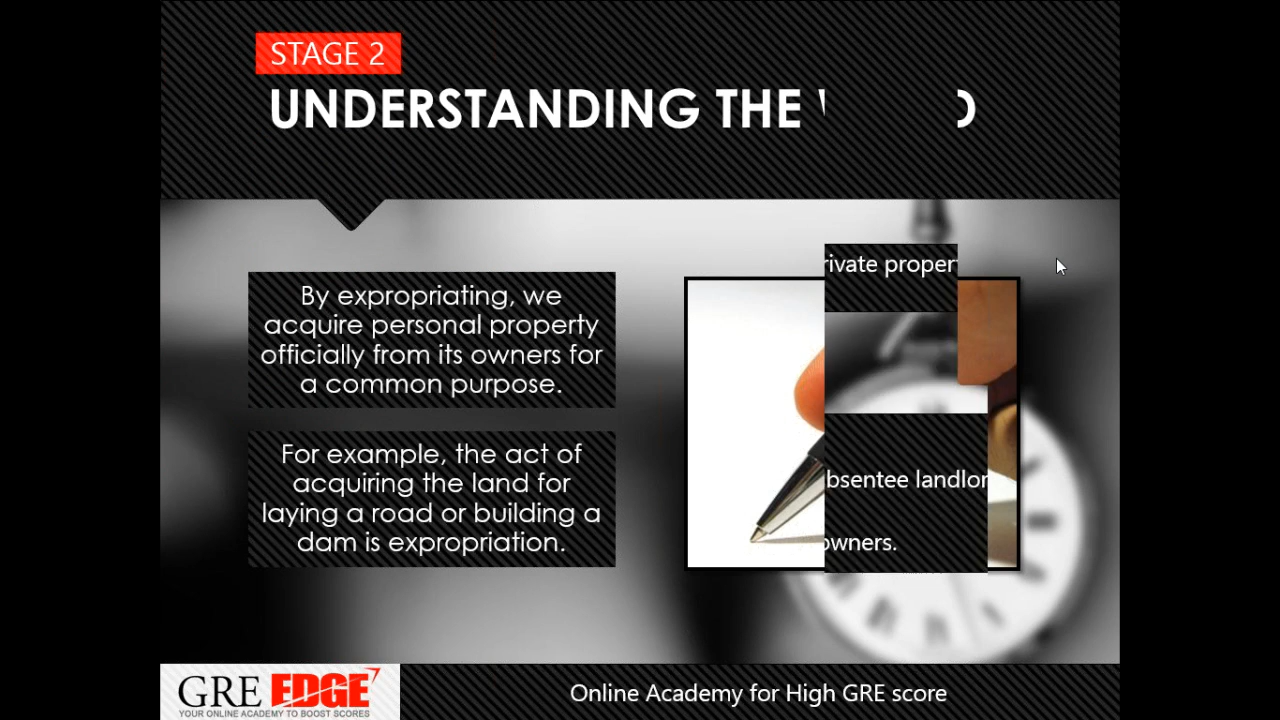 STAGE 2
UNDERSTANDING THE
By expropriating, we
acquire personal property
officially from its owners for
a common purpose.
For example, the act of
acquiring the land for
laying a road or building a
dam is expropriation.
rivate proper
bsentee landlor
owners.
GRE EDGE
YOUR ONLINE ACADEMY TO BOOST SCORES
Online Academy for High GRE score